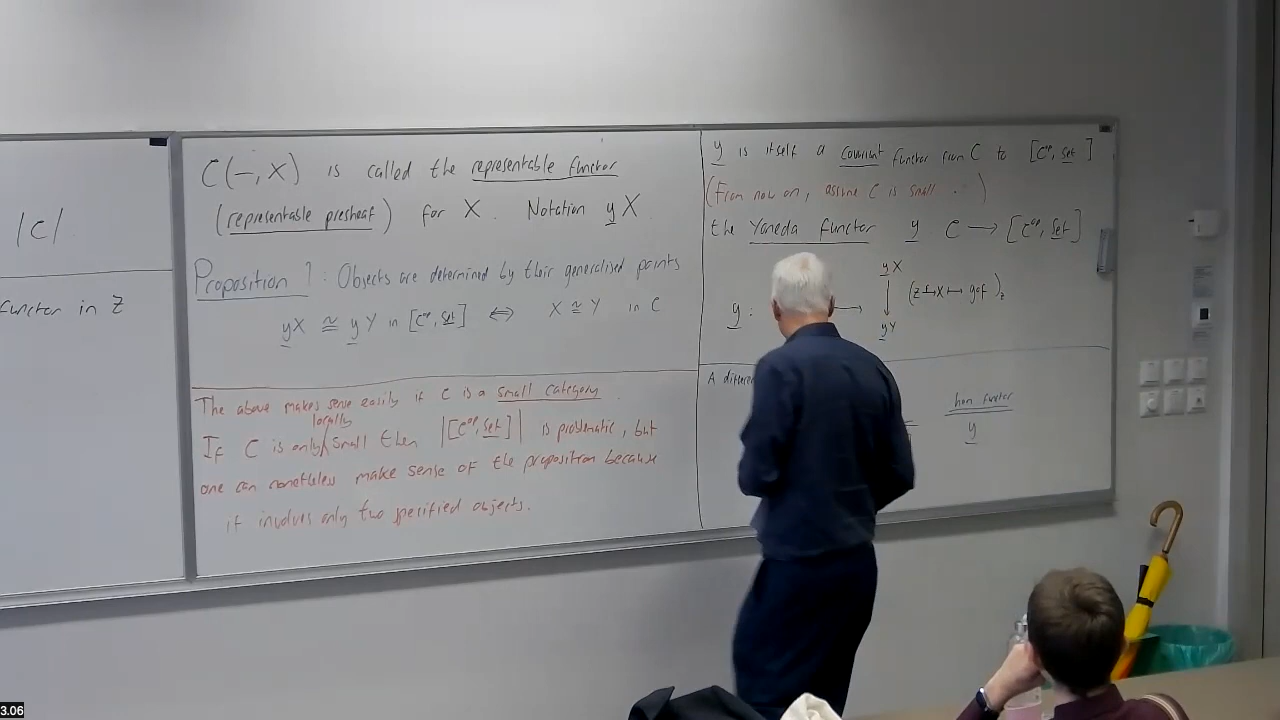 |C|
functor in Z
C(-, X) is called the representable functor
(representable presheaf) for X. Notation yX
Proposition 1: Objects are determined by their generalised points
yX ≅ yY in [C^op, Set] ⇔ X ≅ Y in C
The above makes sense easily if C is a small category.
locally
If C is only small then |[C^op, Set]| is problematic, but
one can nonetheless make sense of the proposition because
it involves only two specified objects.
y is itself a covariant functor from C to [C^op, Set]
(From now on, assume C is small ...)
the Yoneda functor y C → [C^op, Set]
yX
y: → ↓ (Z f→ X ↦ g∘f)_Z
yY
A
hom functor
y
3.06